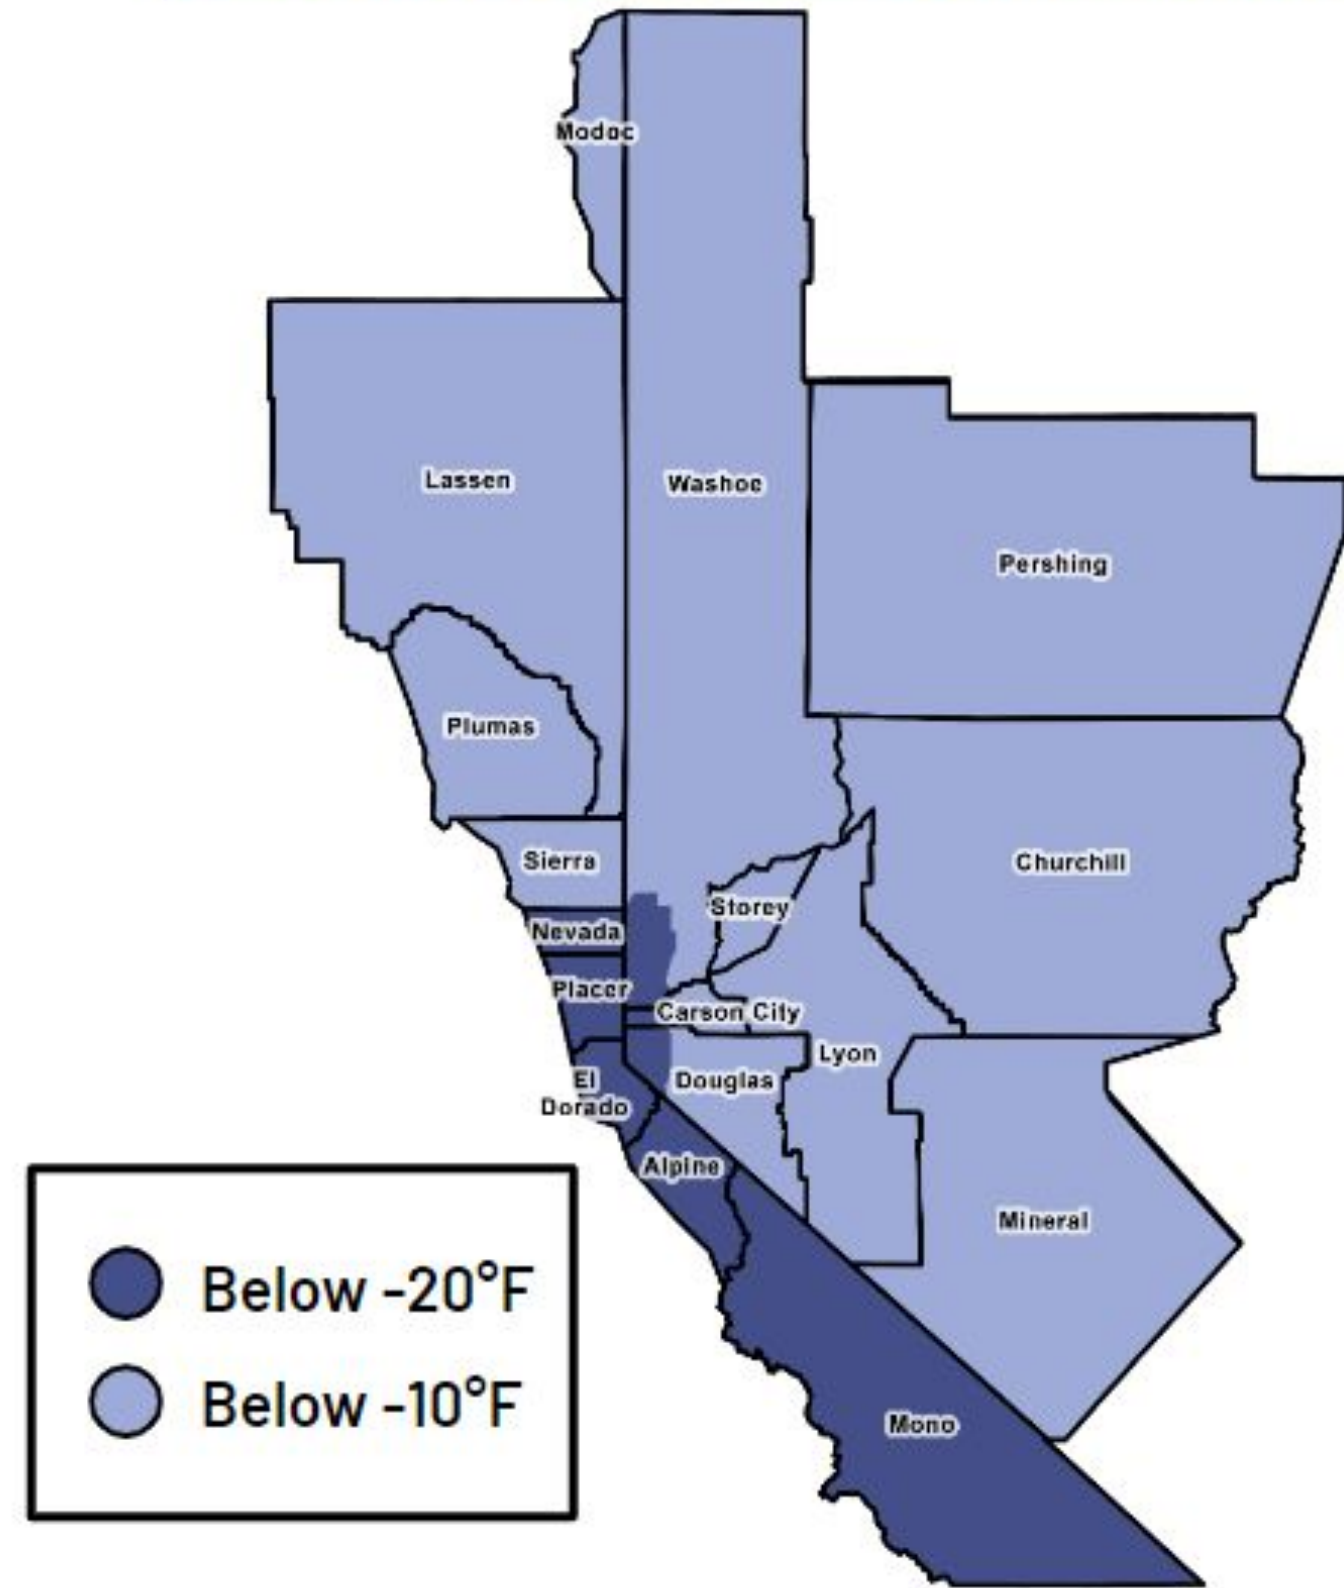 Modoc
Lassen
Washoe
Pershing
Plumas
Sierra
Churchill
Storey
Nevada
Placer
Carson City
Lyon
Douglas
El
Dorado
Alpine
Mineral
Mono
Below -20°F
Below -10°F